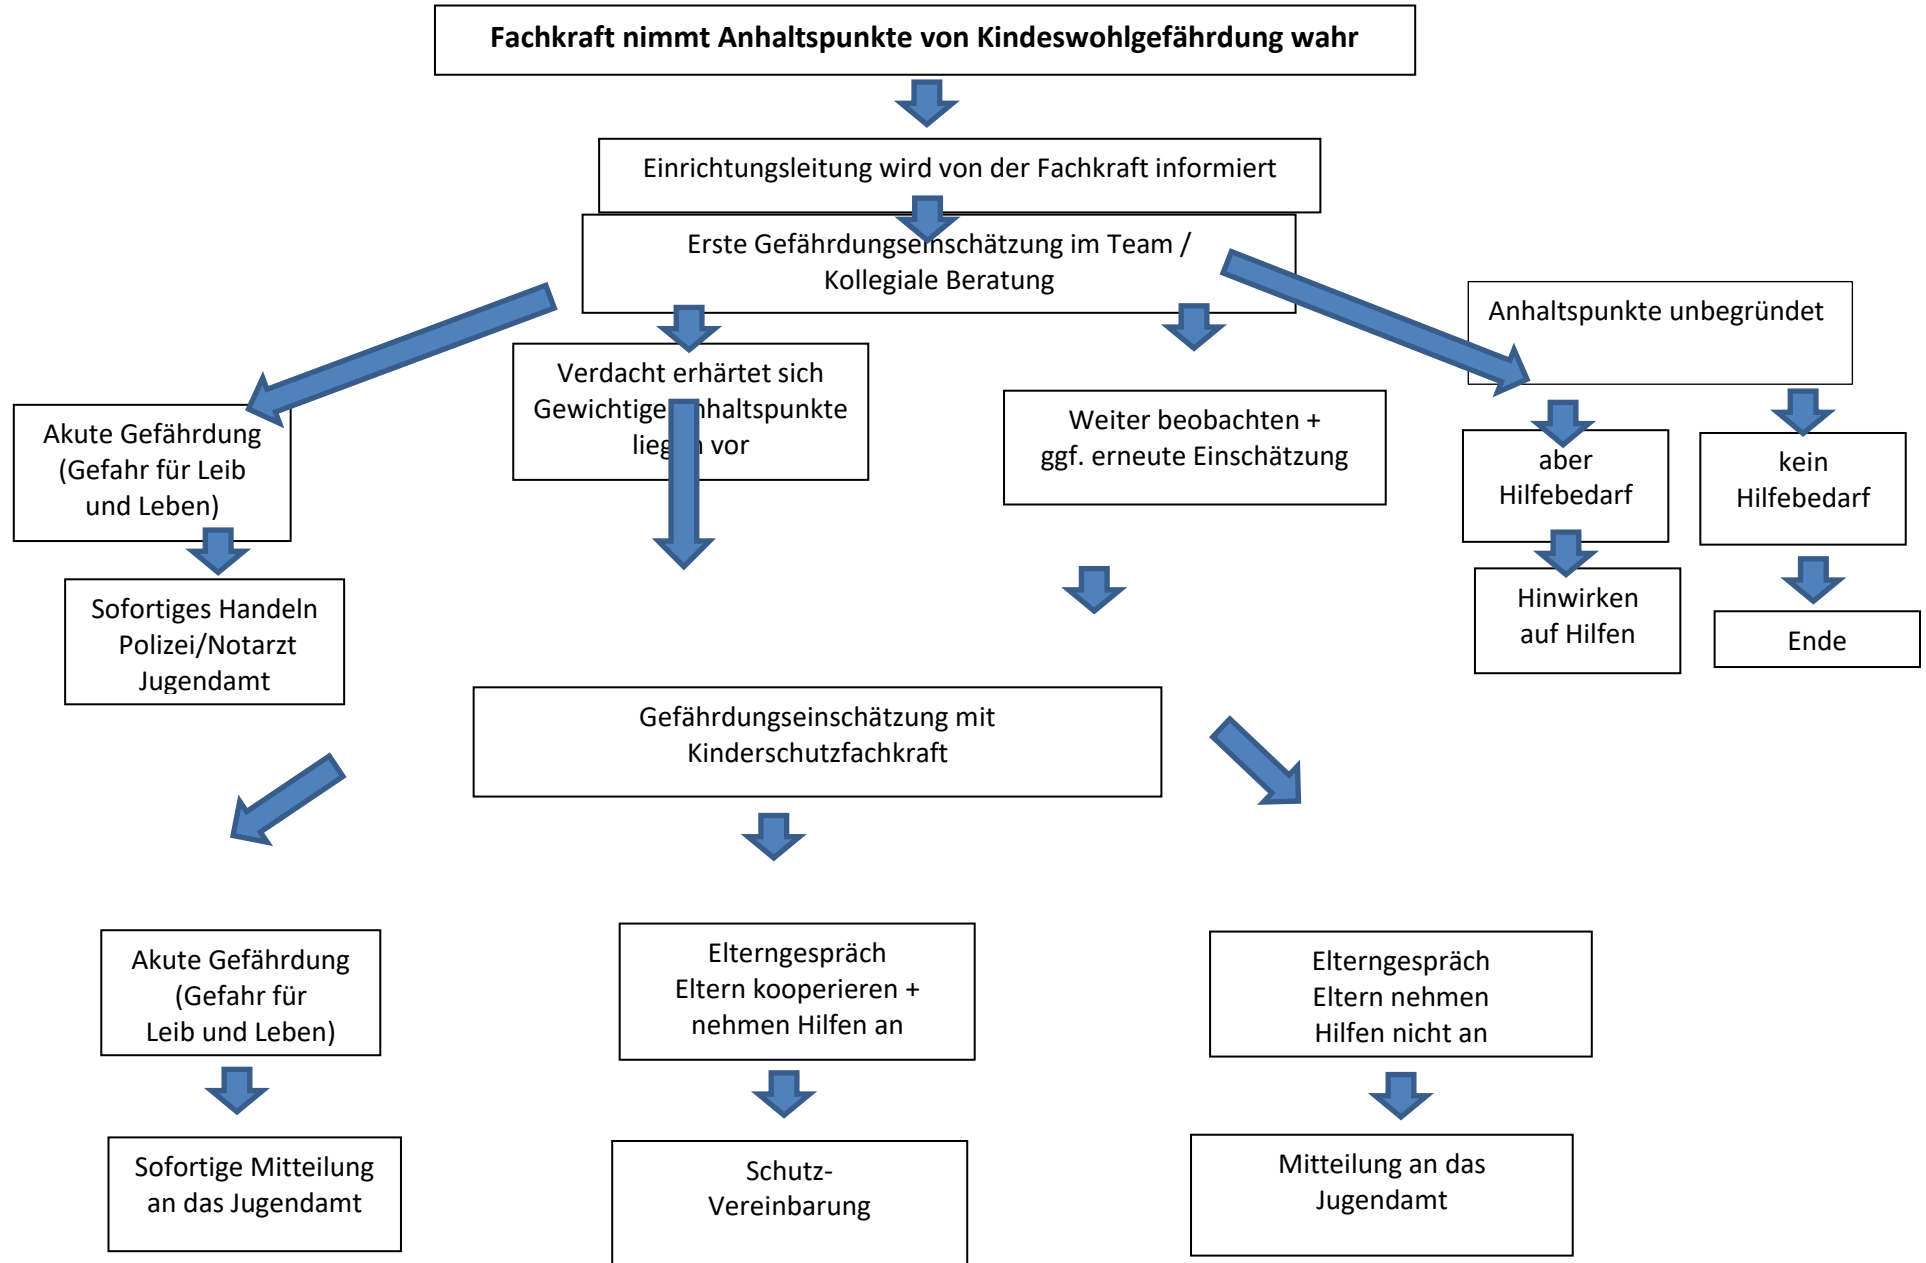 Fachkraft nimmt Anhaltspunkte von Kindeswohlgefährdung wahr
Einrichtungsleitung wird von der Fachkraft informiert
Erste Gefährdungseinschätzung im Team /
Kollegiale Beratung
Anhaltspunkte unbegründet
Verdacht erhärtet sich
Gewichtige Anhaltspunkte
liegen vor
Akute Gefährdung
(Gefahr für Leib
und Leben)
Weiter beobachten +
ggf. erneute Einschätzung
aber
Hilfebedarf
kein
Hilfebedarf
Sofortiges Handeln
Polizei/Notarzt
Jugendamt
Hinwirken
auf Hilfen
Ende
Gefährdungseinschätzung mit
Kinderschutzfachkraft
Akute Gefährdung
(Gefahr für
Leib und Leben)
Elterngespräch
Eltern kooperieren +
nehmen Hilfen an
Elterngespräch
Eltern nehmen
Hilfen nicht an
Sofortige Mitteilung
an das Jugendamt
Schutz-
Vereinbarung
Mitteilung an das
Jugendamt